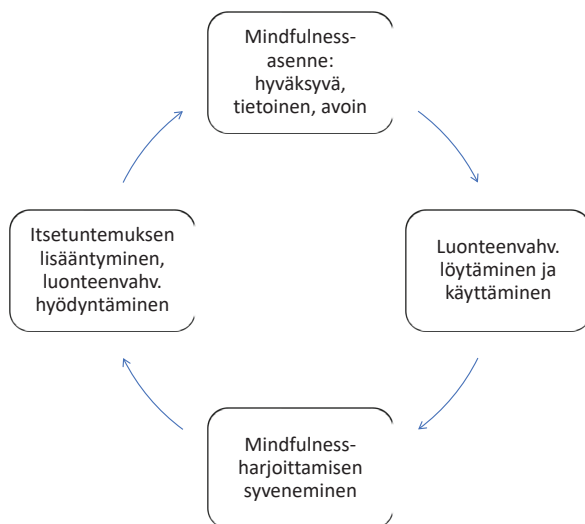 Mindfulness-
asenne:
hyväksyvä,
tietoinen, avoin
Luonteenvahv.
löytäminen ja
käyttäminen
Mindfulness-
harjoittamisen
syveneminen
Itsetuntemuksen
lisääntyminen,
luonteenvahv.
hyödyntäminen